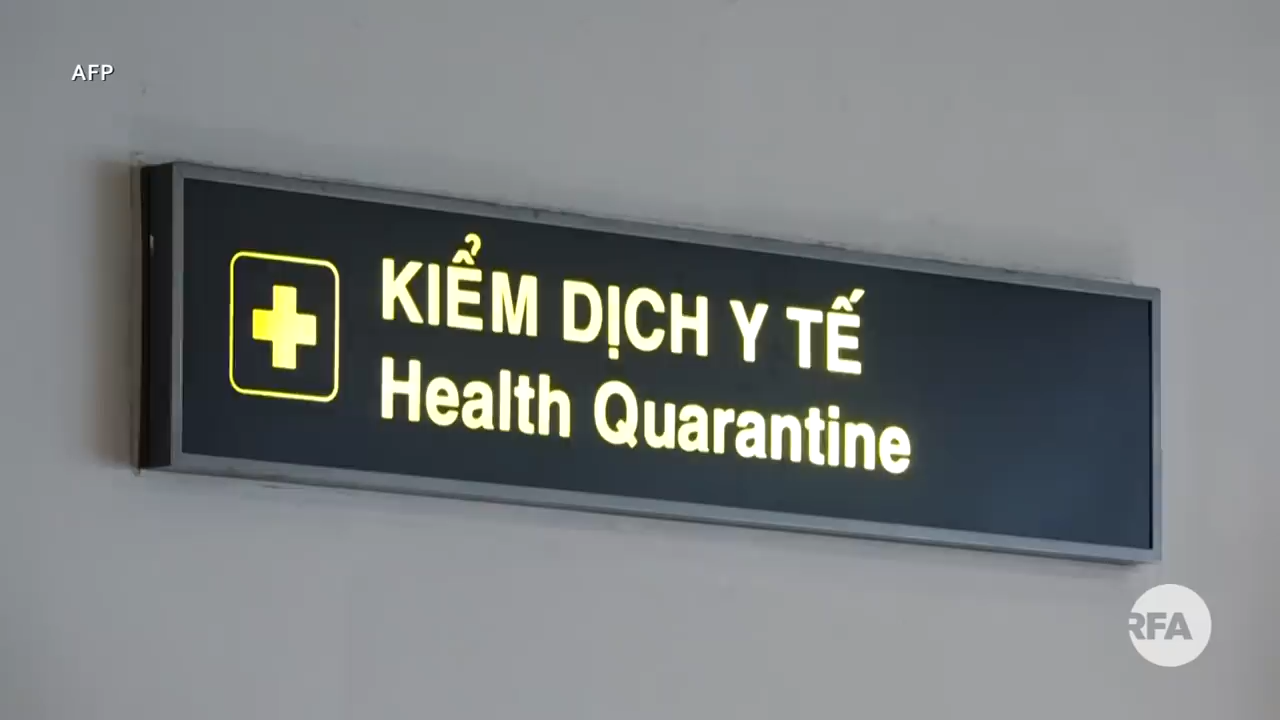 AFP
KIỂM DỊCH Y TẾ
Health Quarantine
RFA